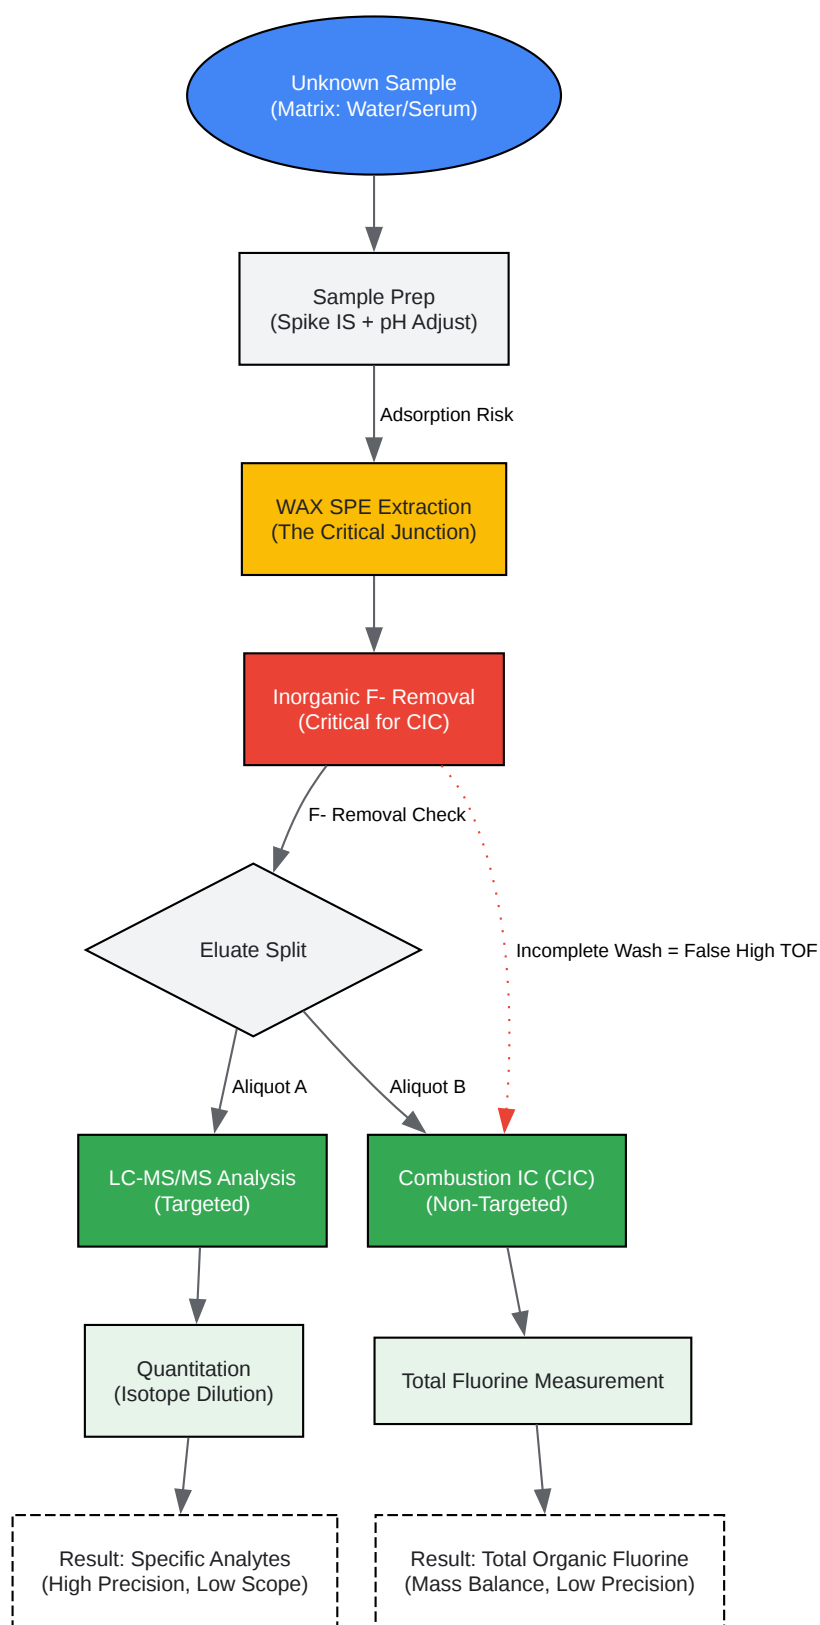 Unknown Sample
(Matrix: Water/Serum)
Sample Prep
(Spike IS + pH Adjust)
Adsorption Risk
WAX SPE Extraction
(The Critical Junction)
Inorganic F- Removal
(Critical for CIC)
F- Removal Check
Eluate Split
Incomplete Wash = False High TOF
Aliquot A
Aliquot B
LC-MS/MS Analysis
(Targeted)
Combustion IC (CIC)
(Non-Targeted)
Quantitation
(Isotope Dilution)
Total Fluorine Measurement
Result: Specific Analytes
(High Precision, Low Scope)
Result: Total Organic Fluorine
(Mass Balance, Low Precision)